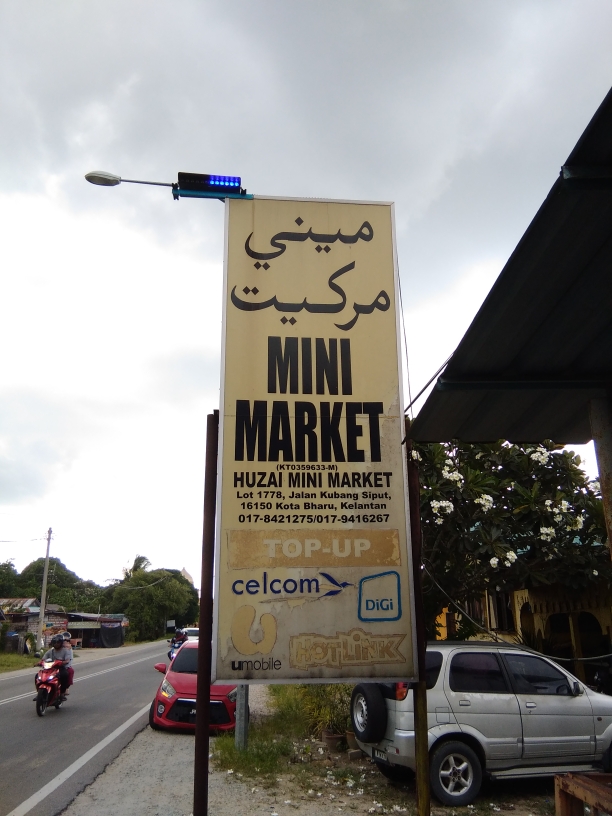 ميني
مركيت
MINI
MARKET
(KT0359633-M)
HUZAI MINI MARKET
Lot 1778, Jalan Kubang Siput,
16150 Kota Bharu, Kelantan
017-8421275/017-9416267
TOP-UP
celcom
DiGi
umobile
HOTLINK